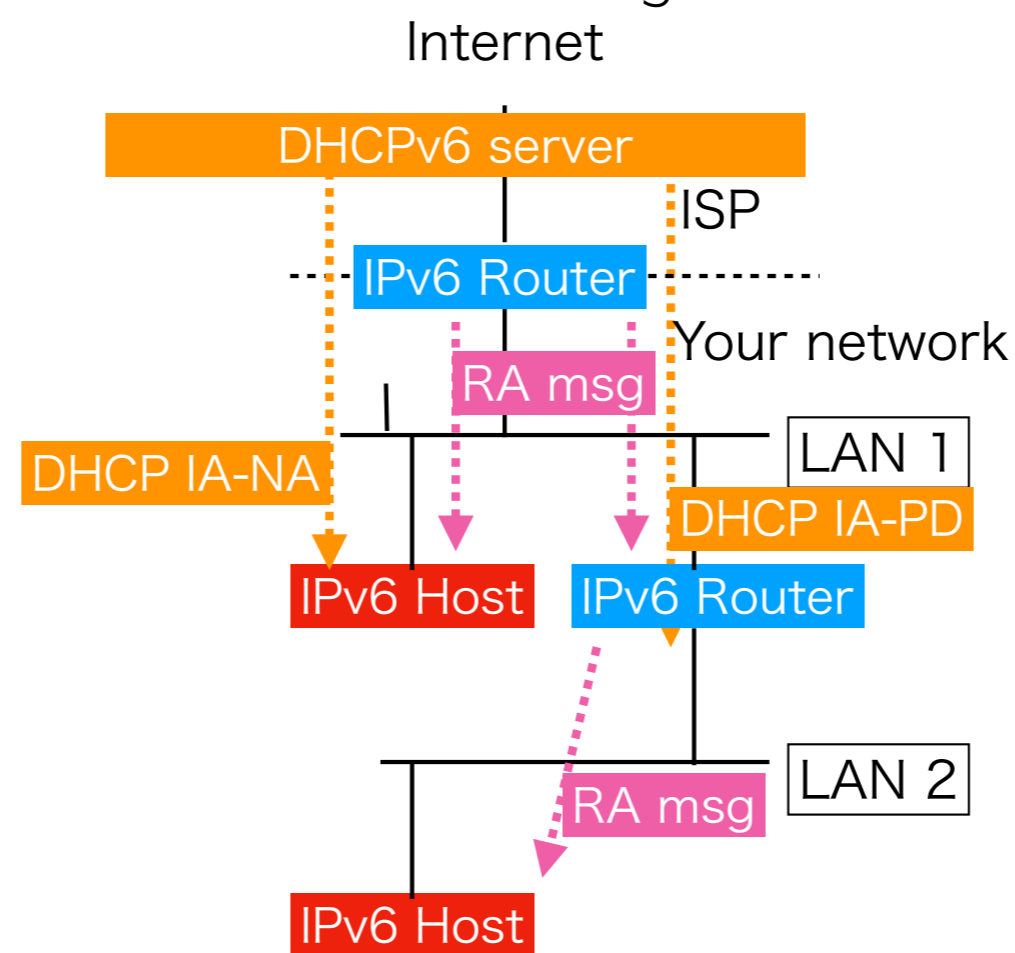 Internet
DHCPv6 server
ISP
IPv6 Router
Your network
RA msg
LAN 1
DHCP IA-NA
DHCP IA-PD
IPv6 Host
IPv6 Router
LAN 2
RA msg
IPv6 Host